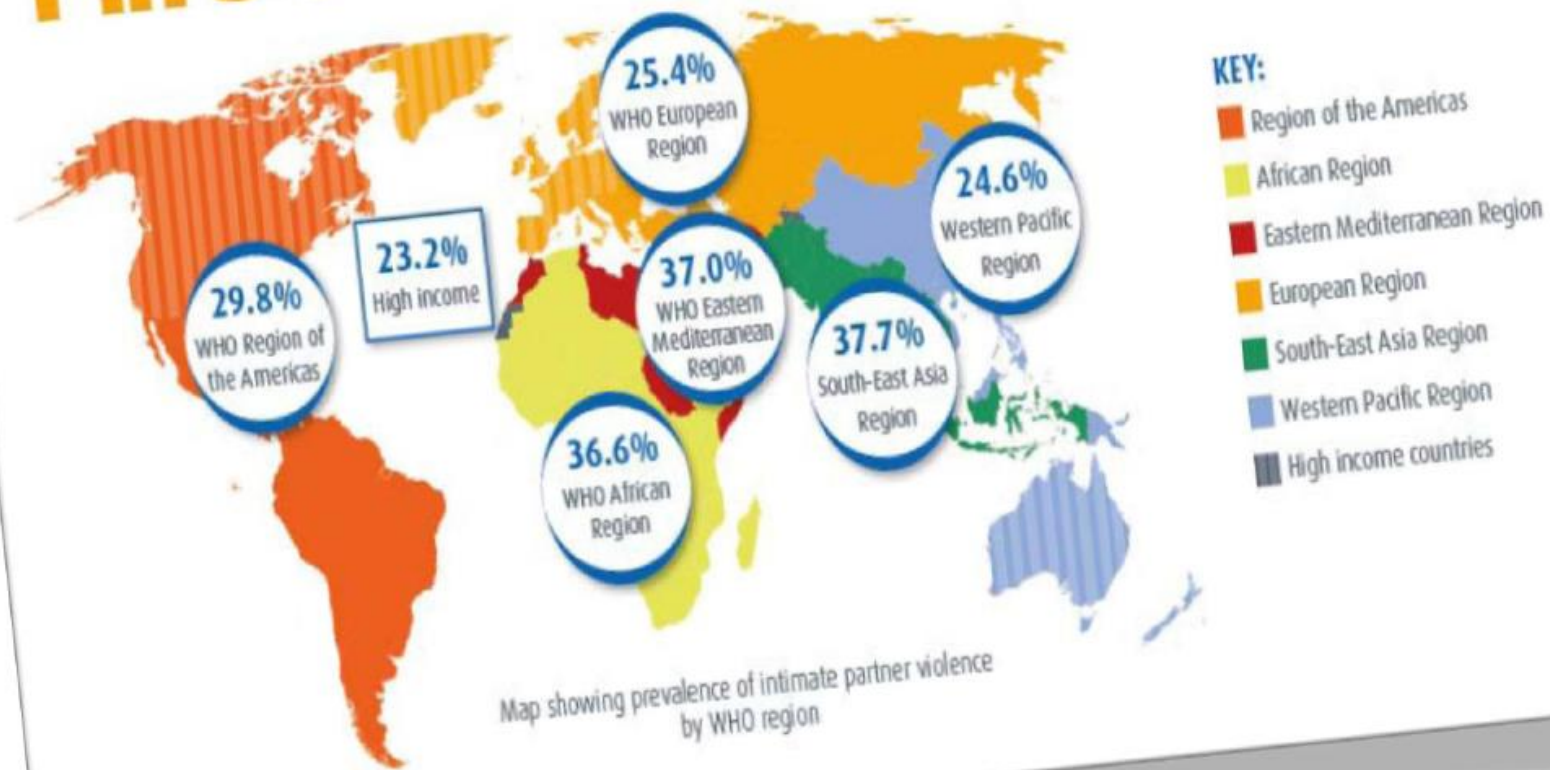 25.4%
WHO European
Region
24.6%
Western Pacific
Region
23.2%
High income
29.8%
WHO Region of
the Americas
37.0%
WHO Eastern
Mediterranean
Region
37.7%
South-East Asia
Region
36.6%
WHO African
Region
KEY:
Region of the Americas
African Region
Eastern Mediterranean Region
European Region
South-East Asia Region
Western Pacific Region
High income countries
Map showing prevalence of intimate partner violence
by WHO region